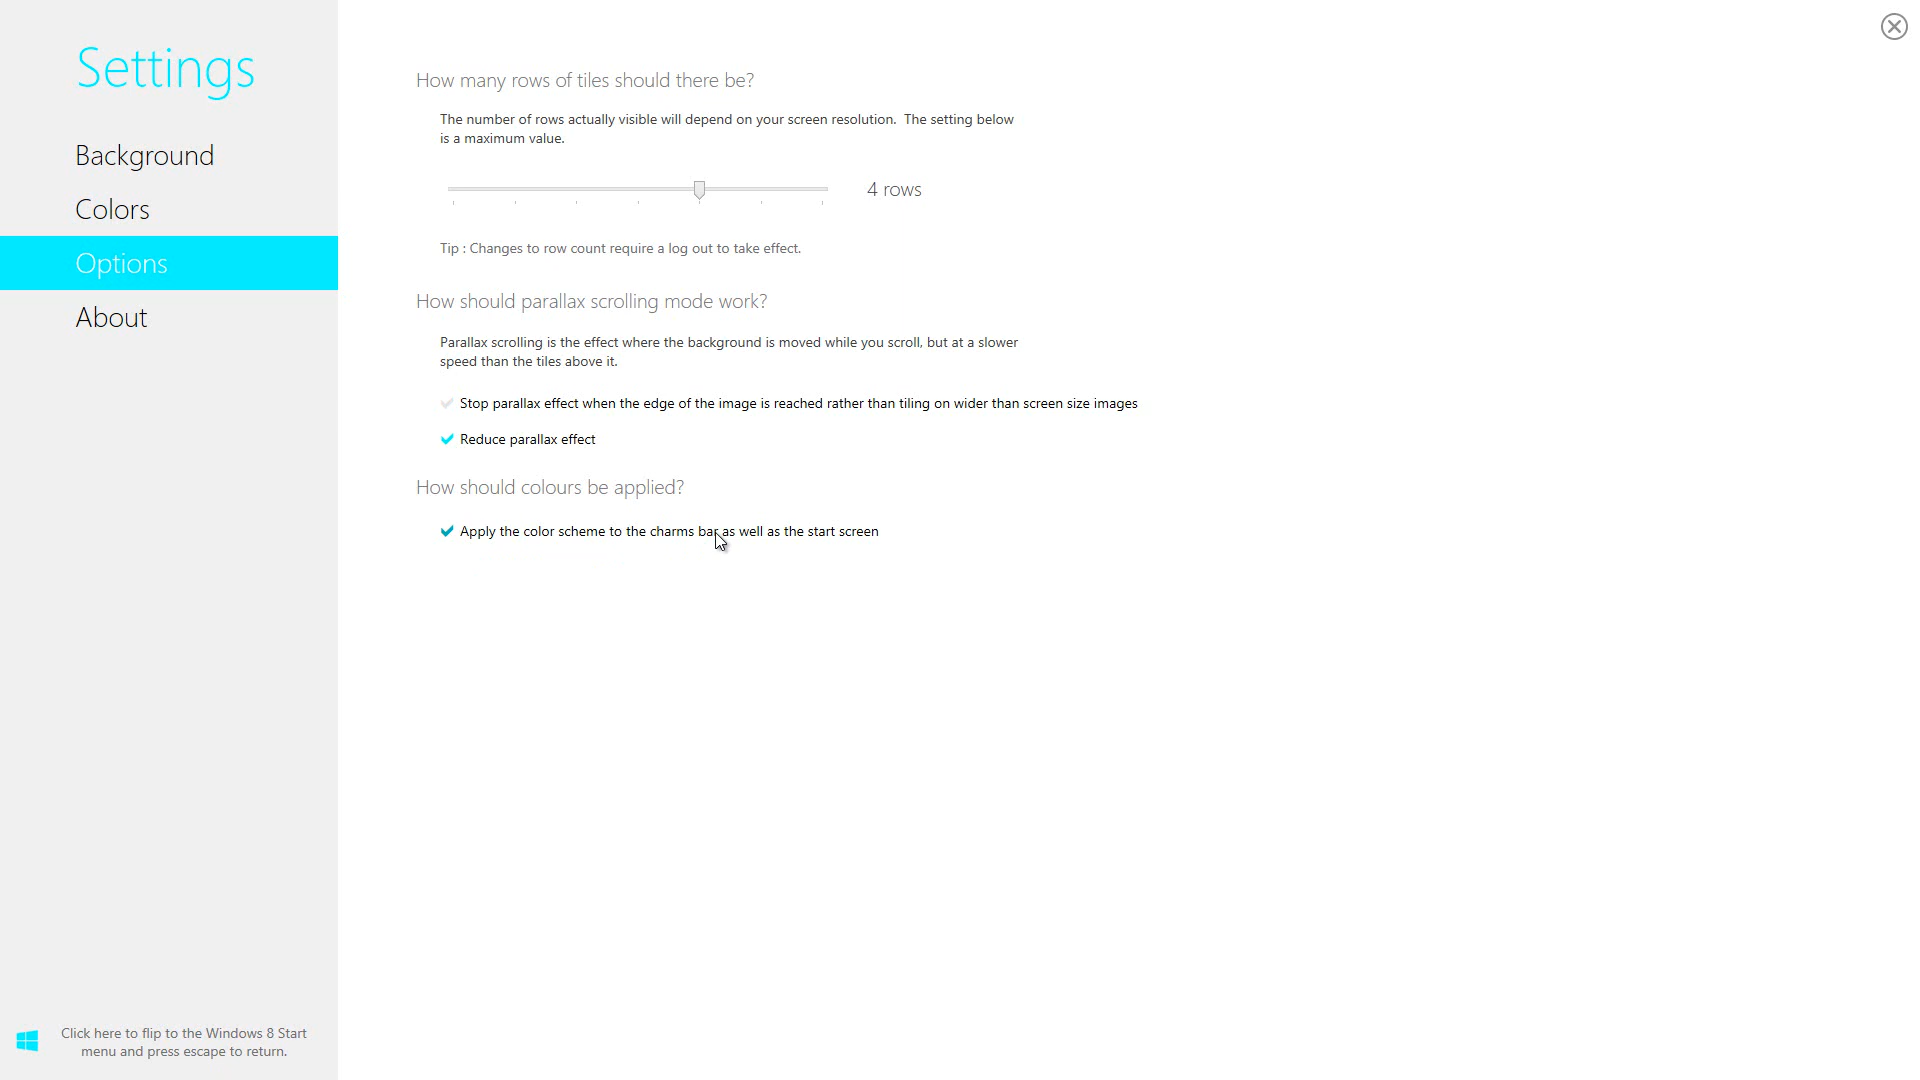 Settings
Background
Colors
Options
About
Click here to flip to the Windows 8 Start
menu and press escape to return.
How many rows of tiles should there be?
The number of rows actually visible will depend on your screen resolution.  The setting below
is a maximum value.
4 rows
Tip : Changes to row count require a log out to take effect.
How should parallax scrolling mode work?
Parallax scrolling is the effect where the background is moved while you scroll, but at a slower
speed than the tiles above it.
Stop parallax effect when the edge of the image is reached rather than tiling on wider than screen size images
Reduce parallax effect
How should colours be applied?
Apply the color scheme to the charms bar as well as the start screen